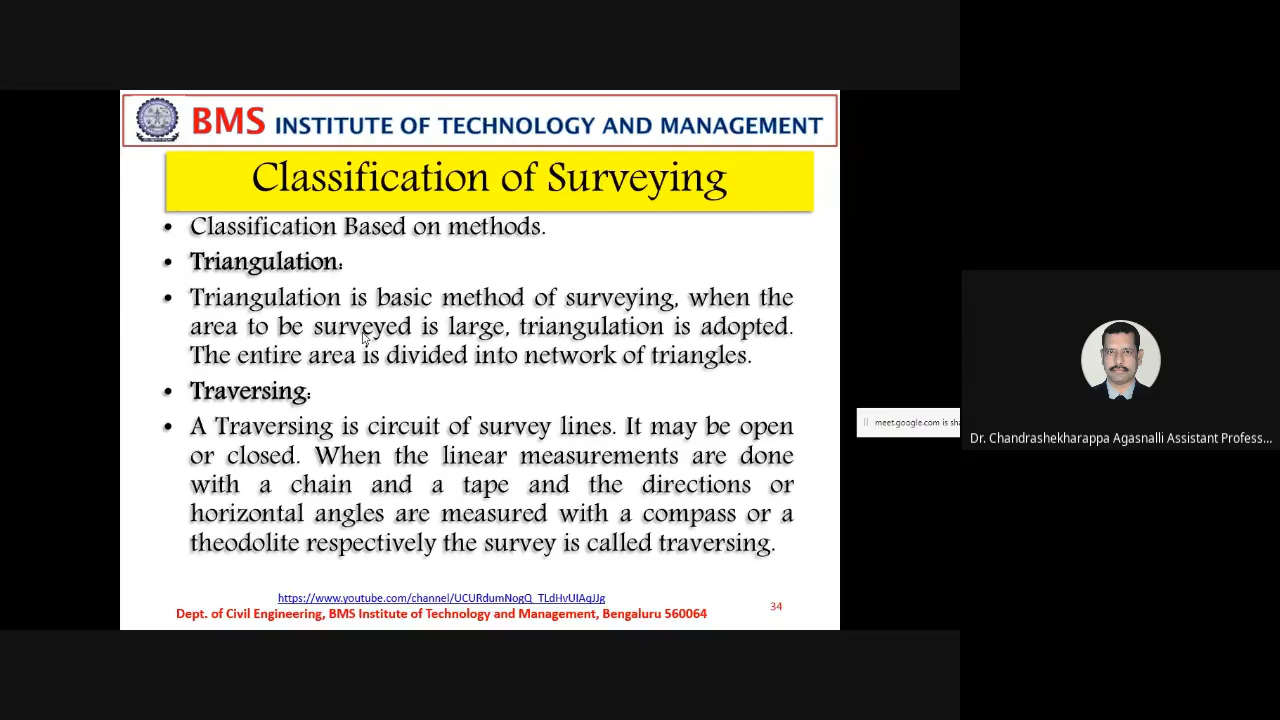 BMS INSTITUTE OF TECHNOLOGY AND MANAGEMENT
Classification of Surveying
• Classification Based on methods.
• Triangulation:
• Triangulation is basic method of surveying, when the
area to be surveyed is large, triangulation is adopted.
The entire area is divided into network of triangles.
• Traversing:
• A Traversing is circuit of survey lines. It may be open
or closed. When the linear measurements are done
with a chain and a tape and the directions or
horizontal angles are measured with a compass or a
theodolite respectively the survey is called traversing.
https://www.youtube.com/channel/UCURdumNogQ_TLdHvUIAqJJg
Dept. of Civil Engineering, BMS Institute of Technology and Management, Bengaluru 560064
34
meet.google.com is sha
Dr. Chandrashekharappa Agasnalli Assistant Profess...